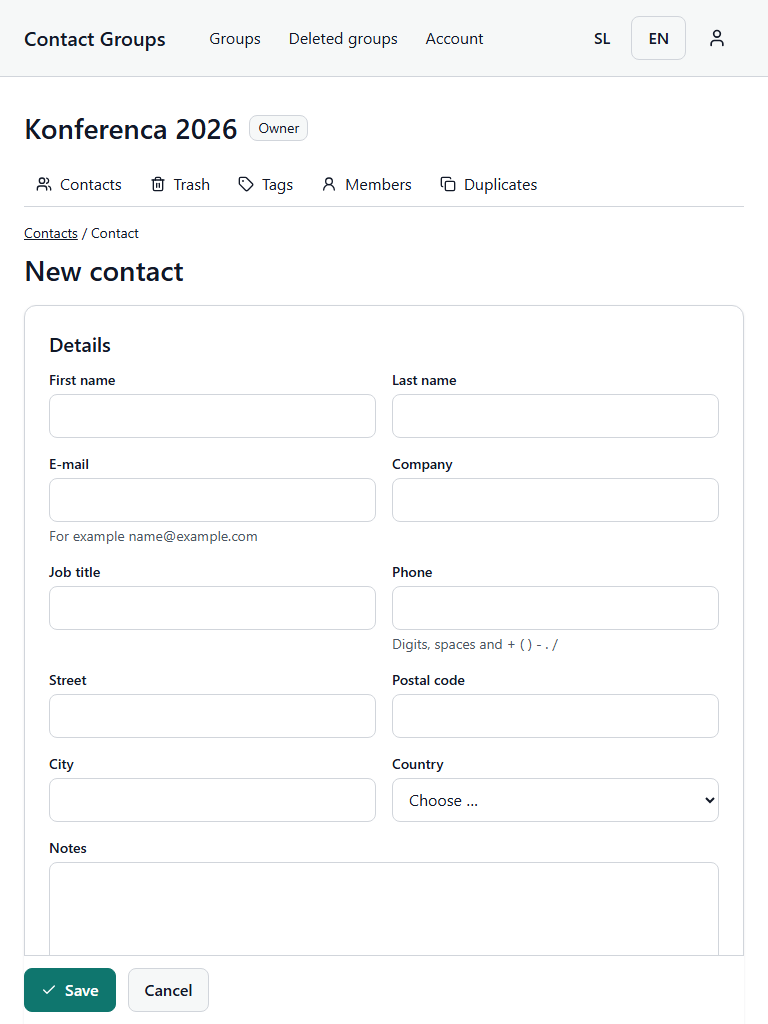 Contact Groups Groups Deleted groups Account SL EN
Konferenca 2026 Owner
Contacts Trash Tags Members Duplicates
Contacts / Contact
New contact
Details
First name Last name
E-mail Company
For example name@example.com
Job title Phone
Digits, spaces and + ( ) - . /
Street Postal code
City Country
Choose ...
Notes
Save Cancel